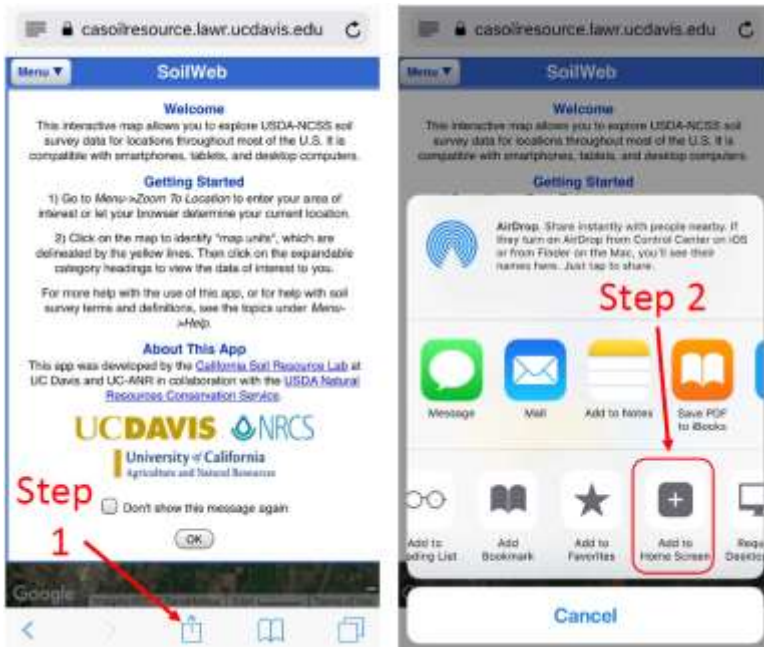 casoilresource.lawr.ucdavis.edu
Menu ▼ SoilWeb
Welcome
This interactive map allows you to explore USDA-NCSS soil
survey data for locations throughout most of the U.S. It is
compatible with smartphones, tablets, and desktop computers.
Getting Started
1) Go to Menu->Zoom To Location to enter your area of
interest or let your browser determine your current location.
2) Click on the map to identify "map units", which are
delineated by the yellow lines. Then click on the expandable
category headings to view the data of interest to you.
For more help with the use of this app, or for help with soil
survey terms and definitions, see the topics under Menu-
>Help.
About This App
This app was developed by the California Soil Resource Lab at
UC Davis and UC-ANR in collaboration with the USDA Natural
Resources Conservation Service.
UCDAVIS NRCS
University of California
Agriculture and Natural Resources
Step
1
Don't show this message again
OK
Google
casoilresource.lawr.ucdavis.edu
Menu ▼ SoilWeb
Welcome
This interactive map allows you to explore USDA-NCSS soil
survey data for locations throughout most of the U.S. It is
compatible with smartphones, tablets, and desktop computers.
Getting Started
AirDrop. Share instantly with people nearby. If
they turn on AirDrop from Control Center on iOS
or from Finder on the Mac, you'll see their
names here. Just tap to share.
Step 2
Message
Mail
Add to Notes
Save PDF
to iBooks
Add to
ding List
Add
Bookmark
Add to
Favorites
Add to
Home Screen
Requ
Desktop
Cancel